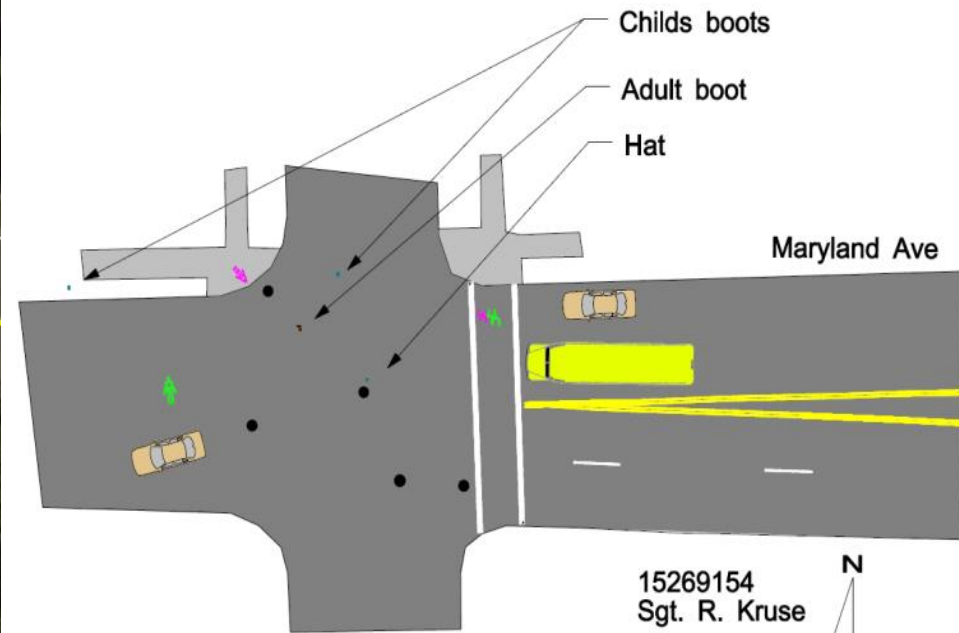 Childs boots
Adult boot
Hat
Maryland Ave
N
15269154
Sgt. R. Kruse